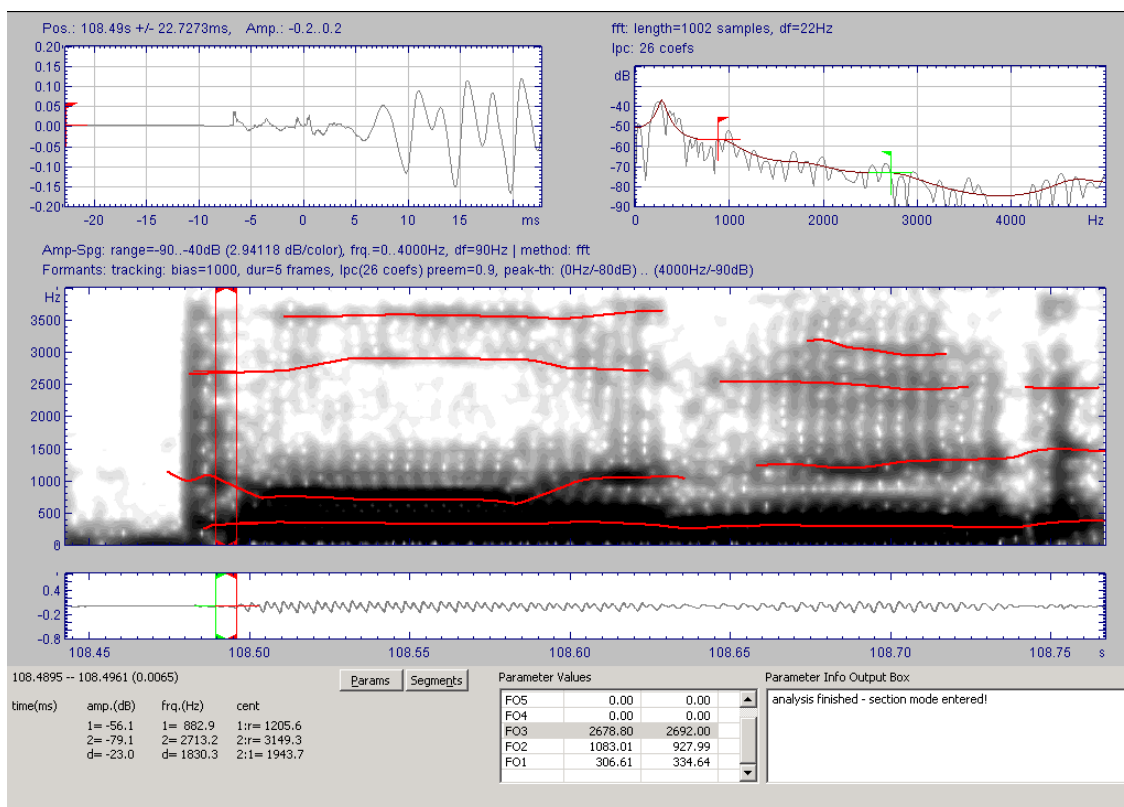 Pos.: 108.49s +/- 22.7273ms, Amp.: -0.2..0.2
0.20
0.15
0.10
0.05
0.00
-0.05
-0.10
-0.15
-0.20
-20 -15 -10 -5 0 5 10 15 ms
fft: length=1002 samples, df=22Hz
lpc: 26 coefs
dB
-40
-50
-60
-70
-80
-90
0 1000 2000 3000 4000 Hz
Amp-Spg: range=-90..-40dB (2.94118 dB/color), frq.=0..4000Hz, df=90Hz | method: fft
Formants: tracking: bias=1000, dur=5 frames, lpc(26 coefs) preem=0.9, peak-th: (0Hz/-80dB) .. (4000Hz/-90dB)
Hz
3500
3000
2500
2000
1500
1000
500
0
0.4
-0.2
-0.8
108.45 108.50 108.55 108.60 108.65 108.70 108.75 s
108.4895 -- 108.4961 (0.0065)
Params Segments
time(ms) amp.(dB) frq.(Hz) cent
1= -56.1 1= 882.9 1:r= 1205.6
2= -79.1 2= 2713.2 2:r= 3149.3
d= -23.0 d= 1830.3 2:1= 1943.7
Parameter Values
FO5 0.00 0.00
FO4 0.00 0.00
FO3 2678.80 2692.00
FO2 1083.01 927.99
FO1 306.61 334.64
Parameter Info Output Box
analysis finished - section mode entered!